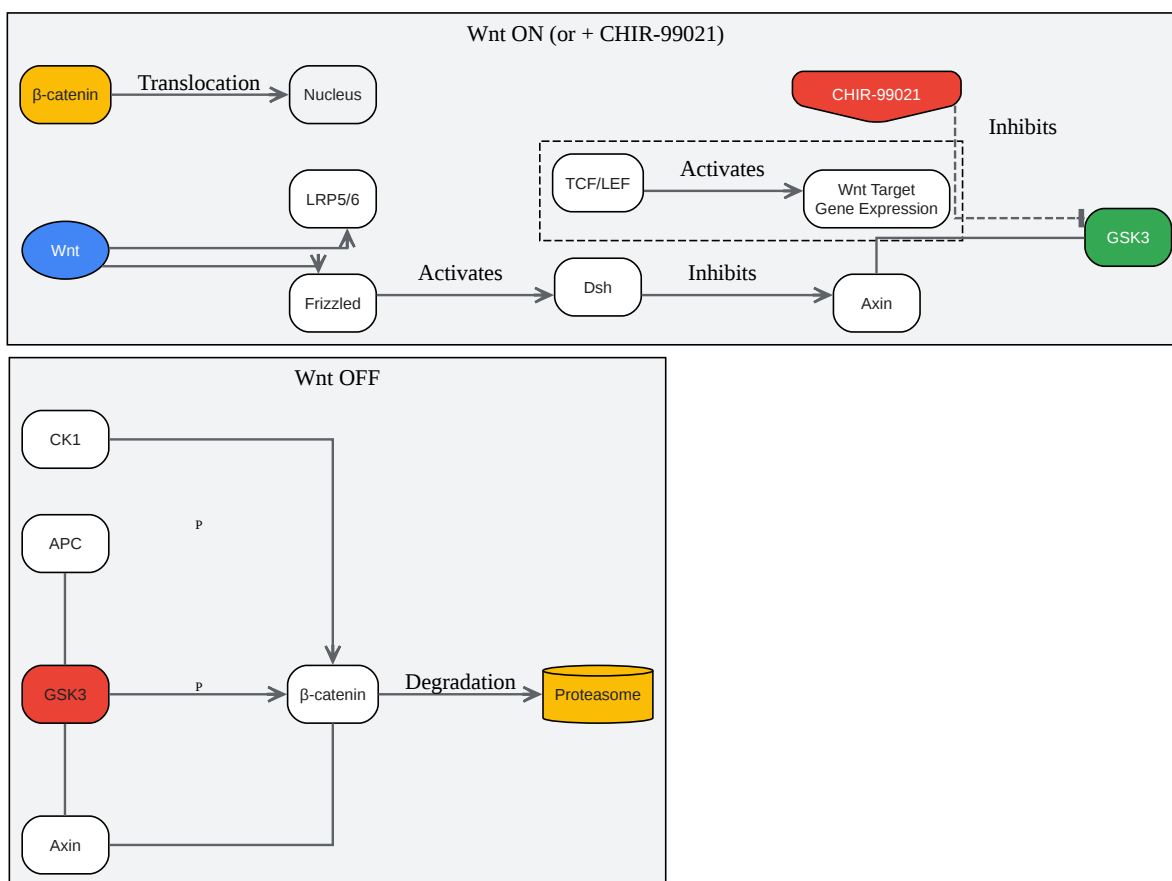 Wnt ON (or + CHIR-99021)
β-catenin
Translocation
Nucleus
CHIR-99021
Inhibits
LRP5/6
TCF/LEF
Activates
Wnt Target
Gene Expression
Wnt
GSK3
Frizzled
Activates
Dsh
Inhibits
Axin
Wnt OFF
CK1
P
APC
GSK3
P
β-catenin
Degradation
Proteasome
Axin